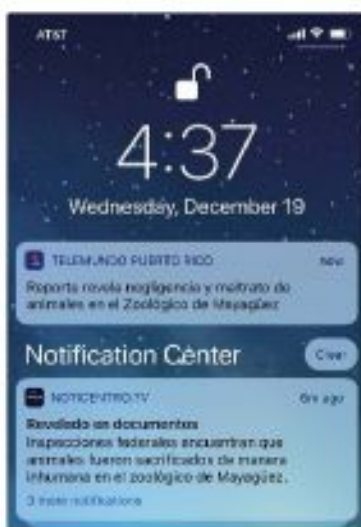 AT&T
4:37
Wednesday, December 19
TELEMUNDO PUERTO RICO now
Reporte revela negligencia y maltrato de
animales en el Zoológico de Mayagüez
Notification Center Clear
NOTICENTRO.TV 6m ago
Revelado en documentos
Inspecciones federales encuentran que
animales fueron sacrificados de manera
inhumana en el zoológico de Mayagüez.
3 more notifications